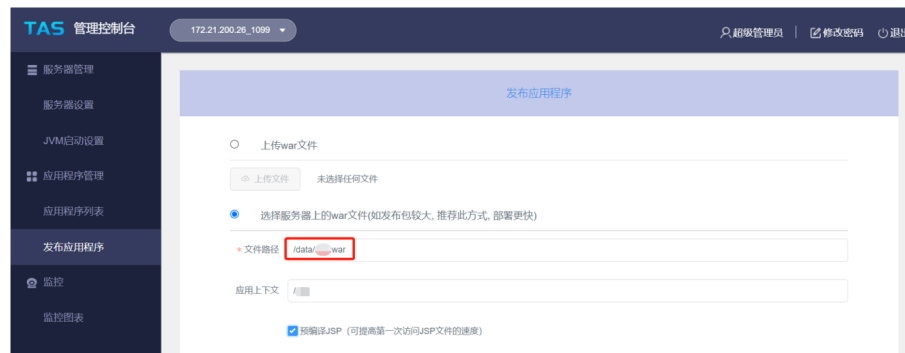 TAS 管理控制台 172.21.200.26_1099 超级管理员 修改密码 退出
服务器管理
服务器设置
JVM启动设置
应用程序管理
应用程序列表
发布应用程序
监控
监控图表
发布应用程序
上传war文件
上传文件 未选择任何文件
选择服务器上的war文件(如发布包较大, 推荐此方式, 部署更快)
* 文件路径 /data/ war
应用上下文 /
预编译JSP（可提高第一次访问JSP文件的速度）